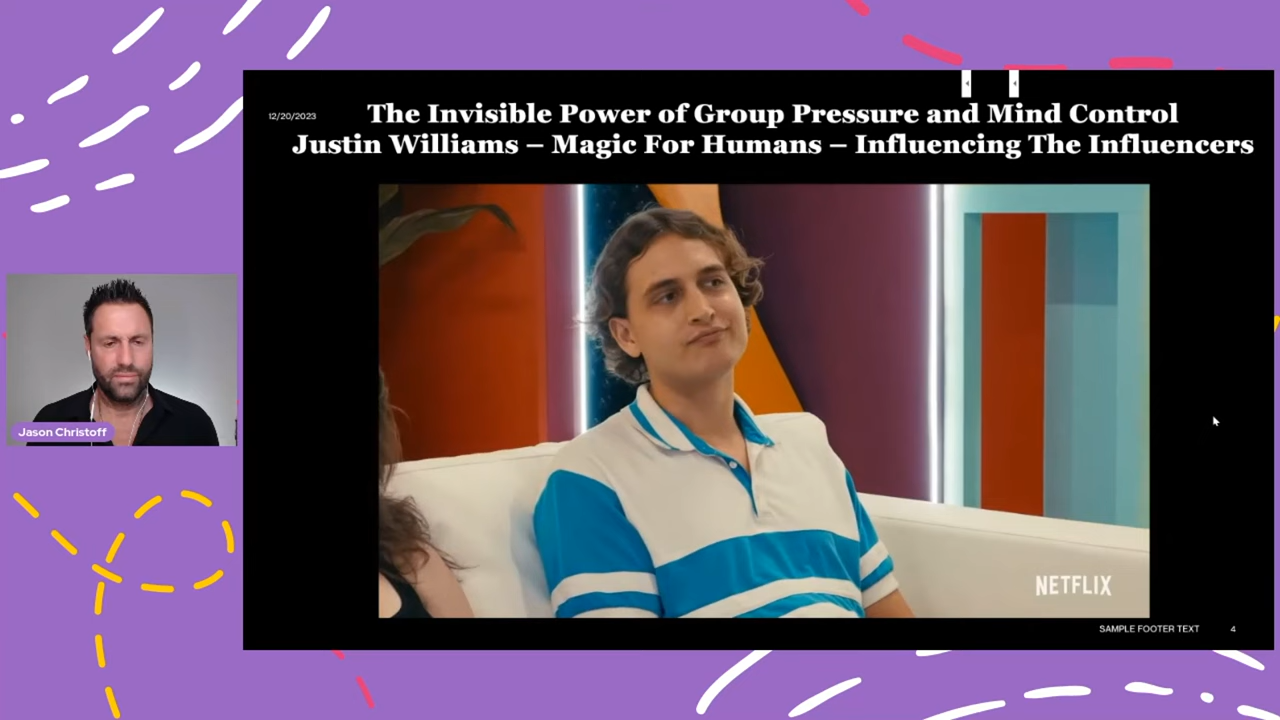 12/20/2023
The Invisible Power of Group Pressure and Mind Control
Justin Williams – Magic For Humans – Influencing The Influencers
Jason Christoff
NETFLIX
SAMPLE FOOTER TEXT
4